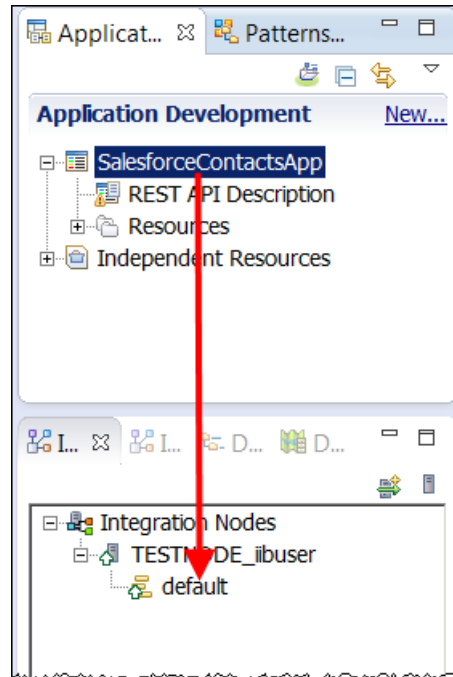 Applicat... Patterns...
Application Development New...
SalesforceContactsApp
REST API Description
Resources
Independent Resources
I... I... D... D...
Integration Nodes
TESTNODE_iibuser
default